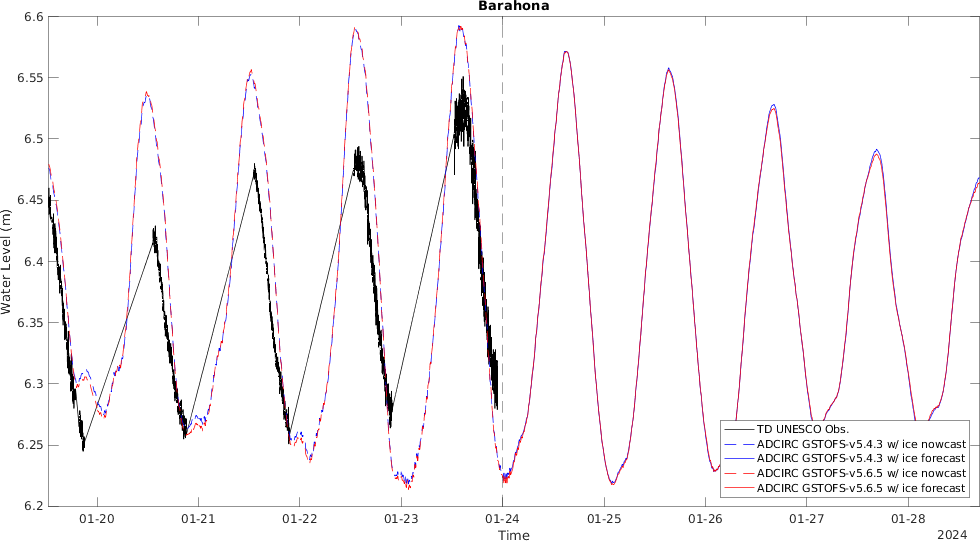 Barahona
6.6
6.55
6.5
6.45
6.4
6.35
6.3
6.25
6.2
Water Level (m)
TD UNESCO Obs.
ADCIRC GSTOFS-v5.4.3 w/ ice nowcast
ADCIRC GSTOFS-v5.4.3 w/ ice forecast
ADCIRC GSTOFS-v5.6.5 w/ ice nowcast
ADCIRC GSTOFS-v5.6.5 w/ ice forecast
01-20 01-21 01-22 01-23 01-24 01-25 01-26 01-27 01-28
Time
2024